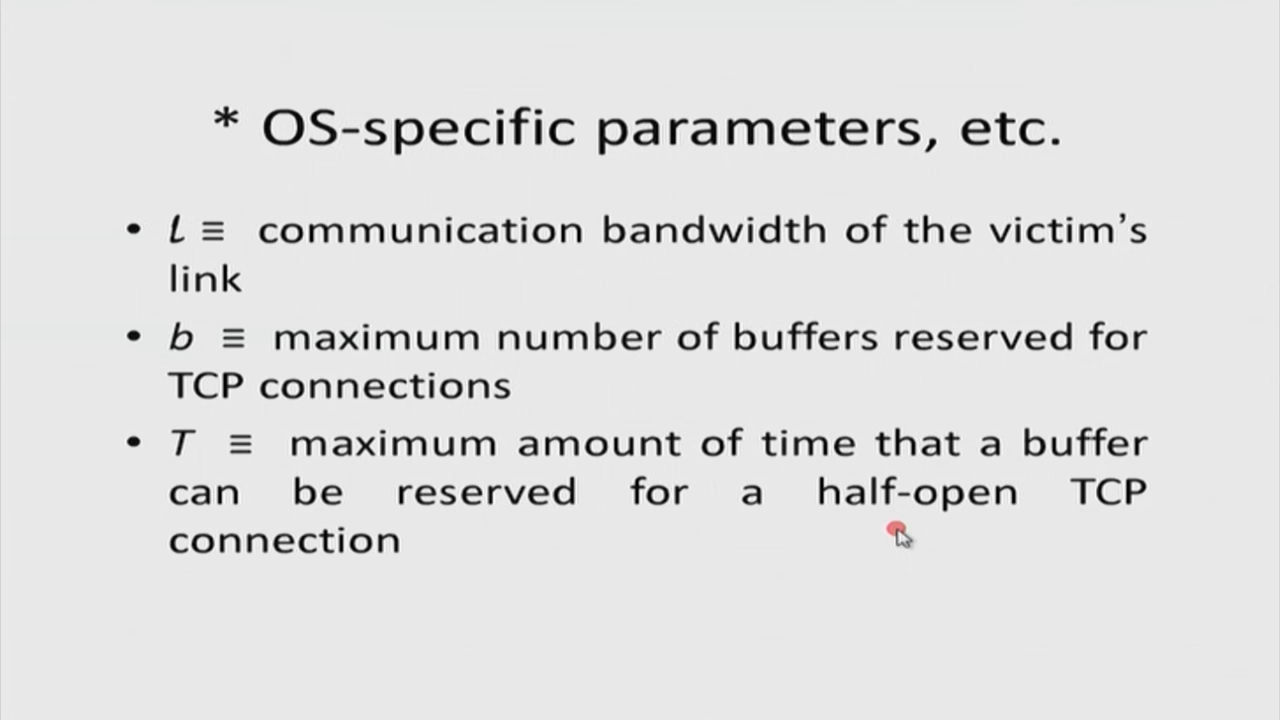 * OS-specific parameters, etc.
• l ≡ communication bandwidth of the victim’s
link
• b ≡ maximum number of buffers reserved for
TCP connections
• T ≡ maximum amount of time that a buffer
can be reserved for a half-open TCP
connection